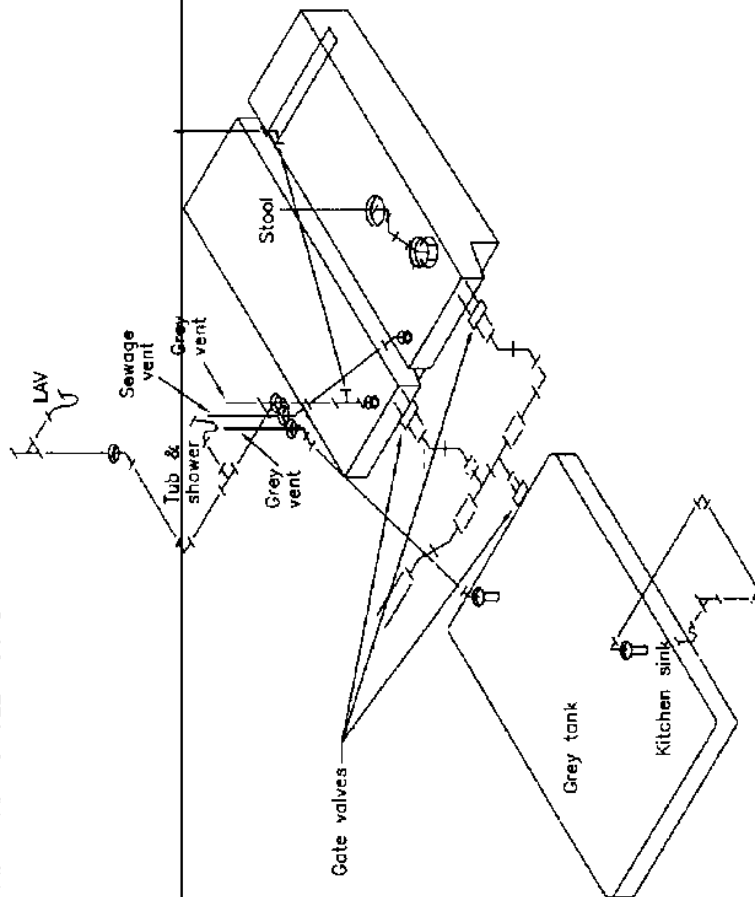 LAV
Sewage
vent
Grey
vent
Tub &
shower
Grey
vent
Stool
Gate valves
Grey tank
Kitchen sink